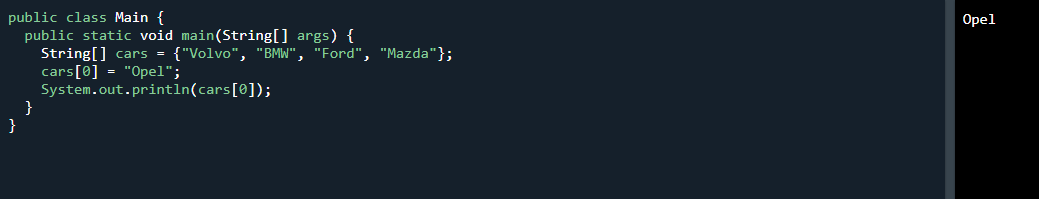 public class Main {
  public static void main(String[] args) {
    String[] cars = {"Volvo", "BMW", "Ford", "Mazda"};
    cars[0] = "Opel";
    System.out.println(cars[0]);
  }
}
Opel